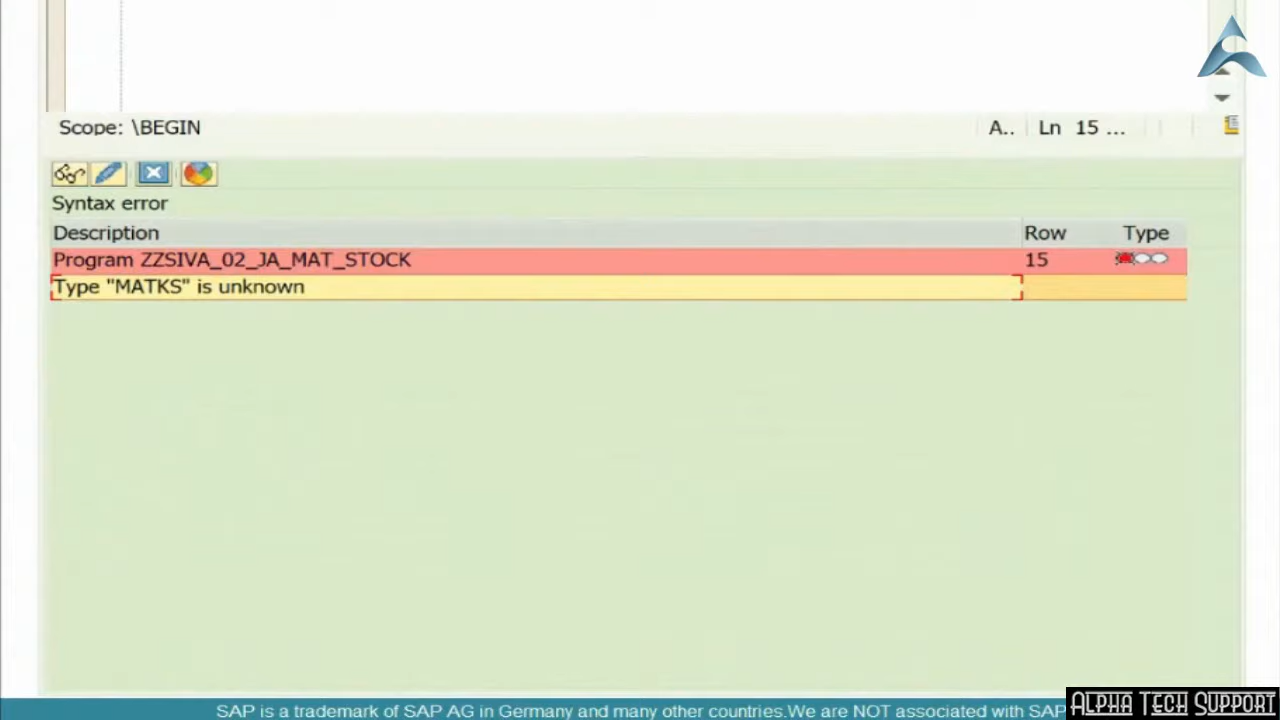 Scope: \BEGIN A.. Ln 15 ...
Syntax error
Description Row Type
Program ZZSIVA_02_JA_MAT_STOCK 15
Type "MATKS" is unknown
SAP is a trademark of SAP AG in Germany and many other countries.We are NOT associated with SAP
ALPHA TECH SUPPORT